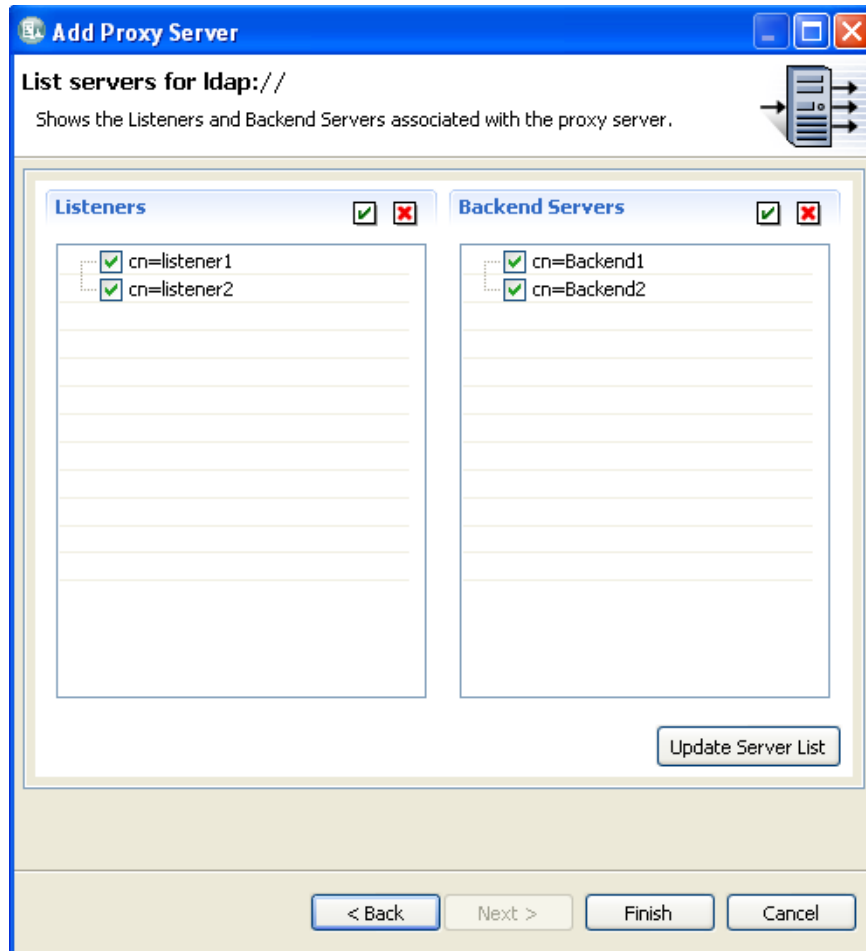 Add Proxy Server
List servers for ldap://
Shows the Listeners and Backend Servers associated with the proxy server.
Listeners
Backend Servers
cn=listener1
cn=listener2
cn=Backend1
cn=Backend2
Update Server List
< Back
Next >
Finish
Cancel